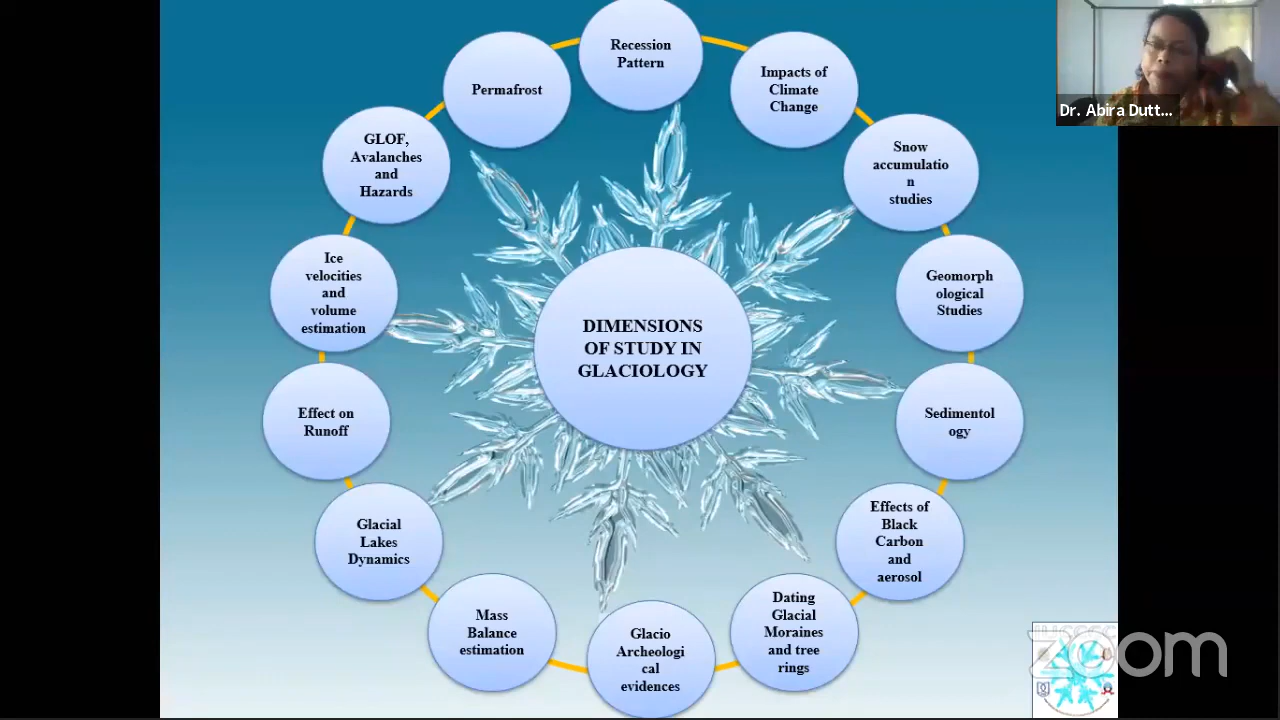 Recession
Pattern
Impacts of
Climate
Change
Snow
accumulatio
n
studies
Geomorph
ological
Studies
Sedimentol
ogy
Effects of
Black
Carbon
and
aerosol
Dating
Glacial
Moraines
and tree
rings
Glacio
Archeologi
cal
evidences
Mass
Balance
estimation
Glacial
Lakes
Dynamics
Effect on
Runoff
Ice
velocities
and
volume
estimation
GLOF,
Avalanches
and
Hazards
Permafrost
DIMENSIONS
OF STUDY IN
GLACIOLOGY
Dr. Abira Dutt...
zoom